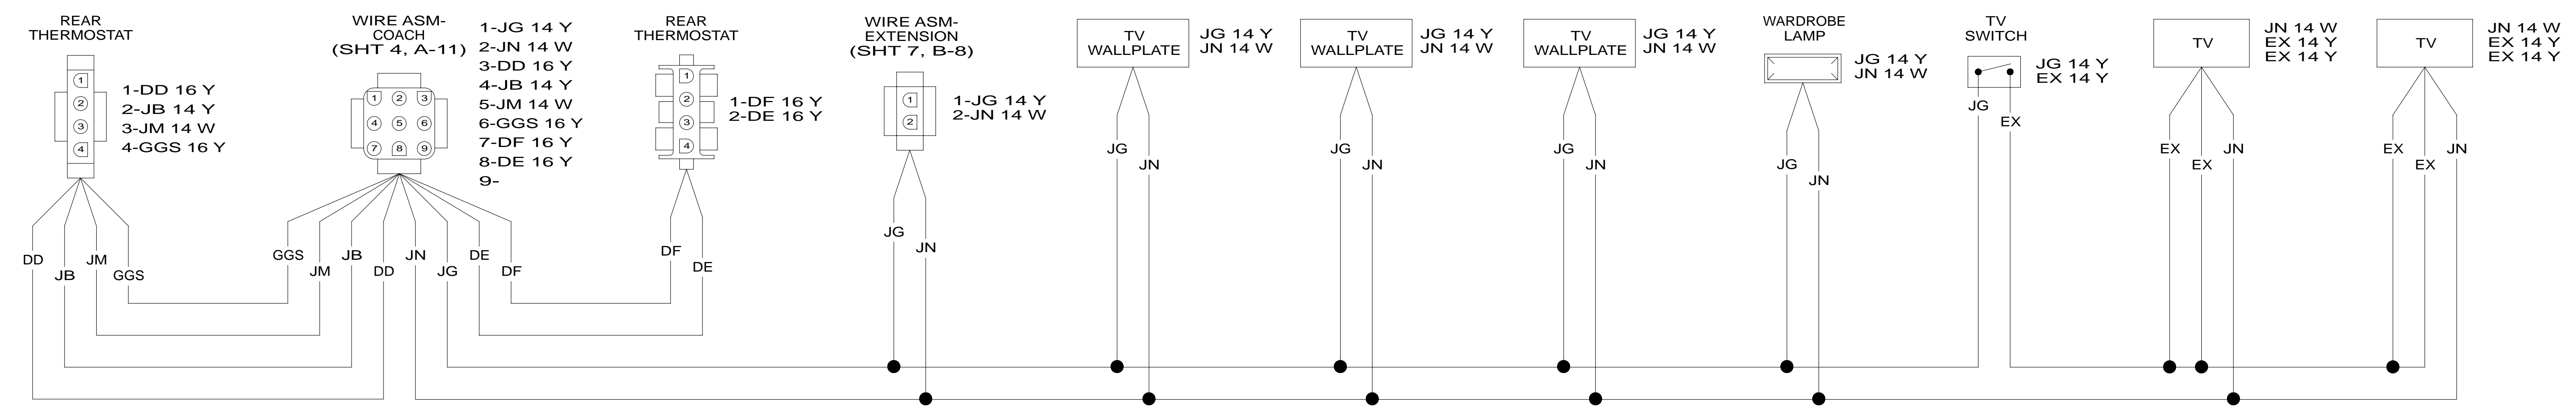 REAR
THERMOSTAT
1
2
3
4
1-DD 16 Y
2-JB 14 Y
3-JM 14 W
4-GGS 16 Y
WIRE ASM-
COACH
(SHT 4, A-11)
1
2
3
4
5
6
7
8
9
1-JG 14 Y
2-JN 14 W
3-DD 16 Y
4-JB 14 Y
5-JM 14 W
6-GGS 16 Y
7-DF 16 Y
8-DE 16 Y
9-
REAR
THERMOSTAT
1
2
3
4
1-DF 16 Y
2-DE 16 Y
WIRE ASM-
EXTENSION
(SHT 7, B-8)
1
2
1-JG 14 Y
2-JN 14 W
TV
WALLPLATE
JG 14 Y
JN 14 W
TV
WALLPLATE
JG 14 Y
JN 14 W
TV
WALLPLATE
JG 14 Y
JN 14 W
WARDROBE
LAMP
JG 14 Y
JN 14 W
TV
SWITCH
JG 14 Y
EX 14 Y
TV
JN 14 W
EX 14 Y
EX 14 Y
TV
JN 14 W
EX 14 Y
EX 14 Y
DD
JB
JM
GGS
GGS
JM
JB
DD
JN
JG
DE
DF
DF
DE
JG
JN
JG
JN
JG
JN
JG
JN
JG
JN
JG
EX
EX
EX
JN
EX
EX
JN